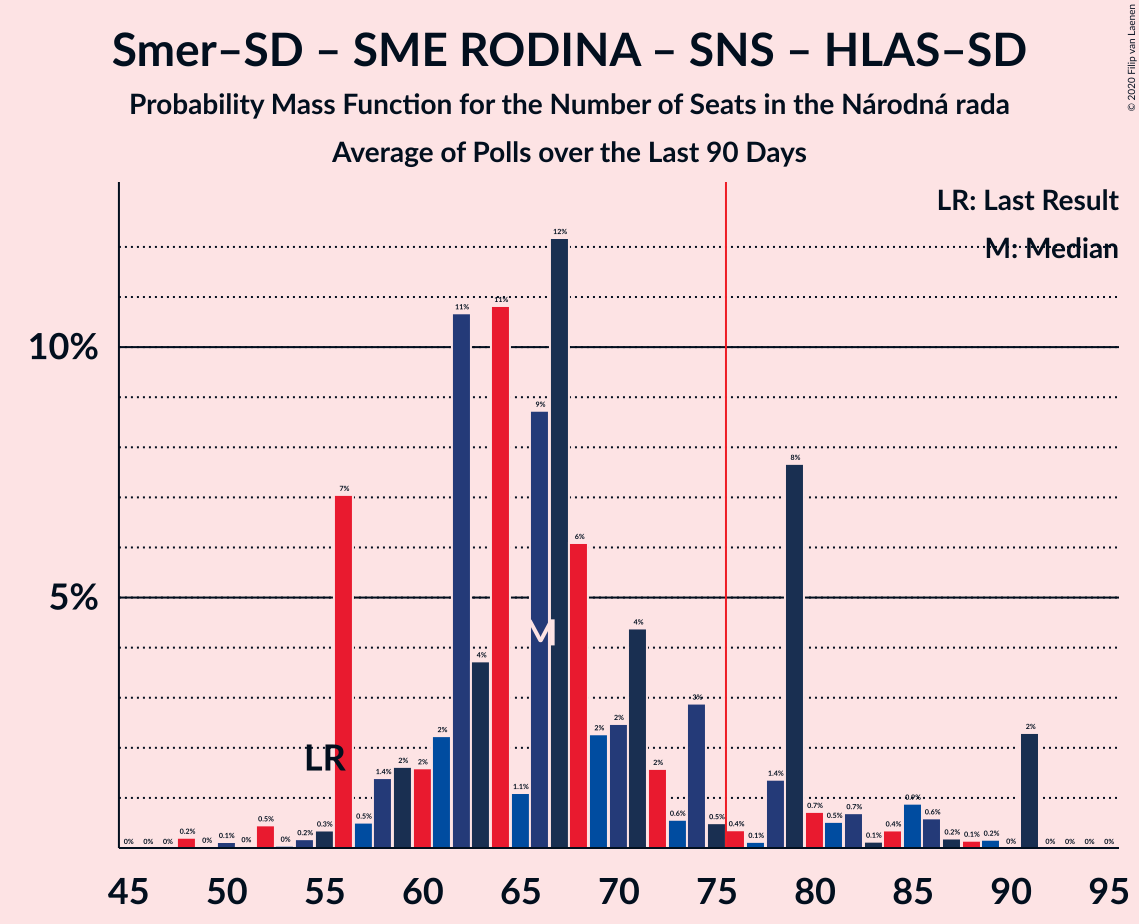 Smer–SD – SME RODINA – SNS – HLAS–SD
Probability Mass Function for the Number of Seats in the Národná rada
Average of Polls over the Last 90 Days
© 2020 Filip van Laenen
LR: Last Result
M: Median
10%
5%
LR
M
0% 0% 0% 0.2% 0% 0.1% 0% 0.5% 0% 0.2% 0.3% 7% 0.5% 1.4% 2% 2% 2% 11% 4% 11% 1.1% 9% 12% 6% 2% 2% 4% 2% 0.6% 3% 0.5% 0.4% 0.1% 1.4% 8% 0.7% 0.5% 0.7% 0.1% 0.4% 0.9% 0.6% 0.2% 0.1% 0.2% 0% 2% 0% 0% 0% 0%
45 50 55 60 65 70 75 80 85 90 95